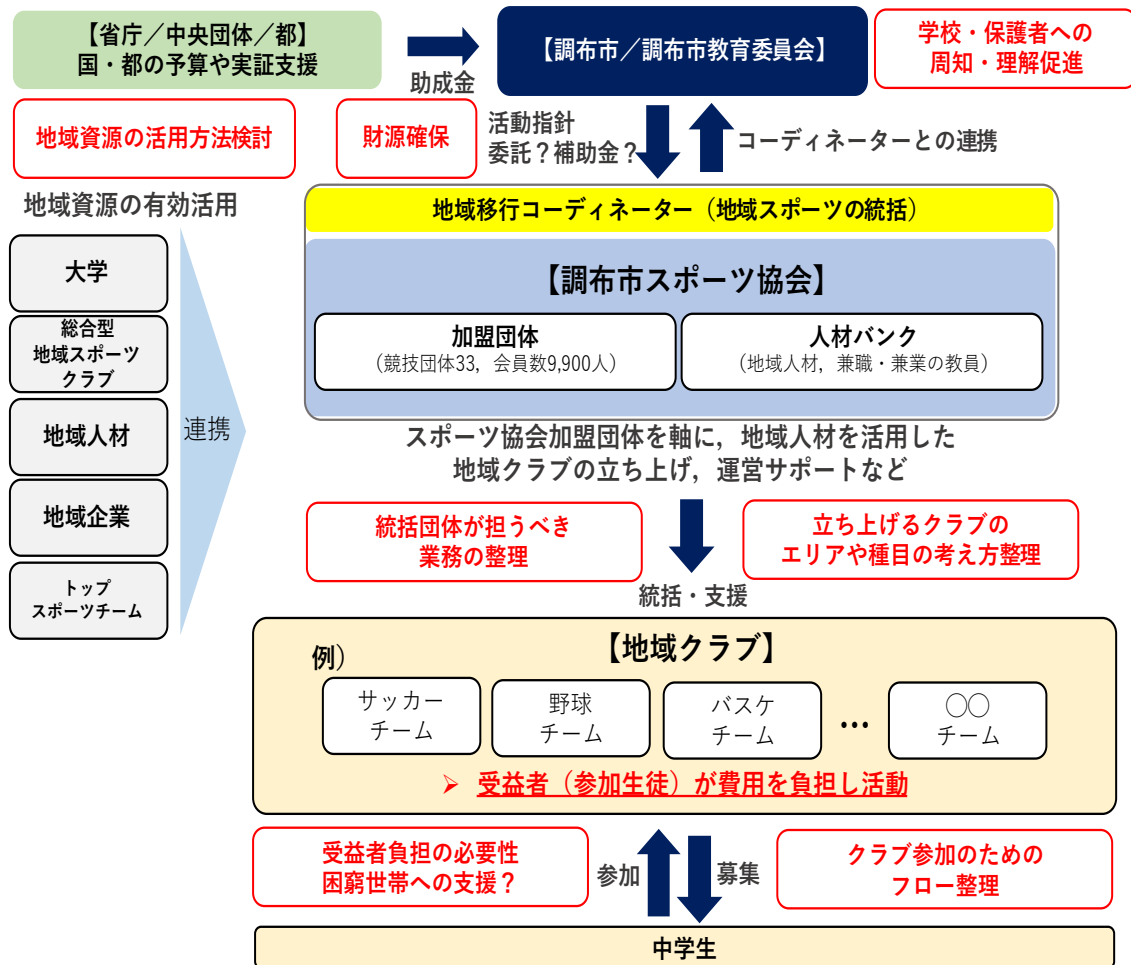 【省庁／中央団体／都】
国・都の予算や実証支援
助成金
【調布市／調布市教育委員会】
学校・保護者への
周知・理解促進
地域資源の活用方法検討
財源確保
活動指針
委託？補助金？
コーディネーターとの連携
地域資源の有効活用
大学
総合型
地域スポーツ
クラブ
地域人材
地域企業
トップ
スポーツチーム
連携
地域移行コーディネーター（地域スポーツの統括）
【調布市スポーツ協会】
加盟団体
（競技団体33，会員数9,900人）
人材バンク
（地域人材，兼職・兼業の教員）
スポーツ協会加盟団体を軸に，地域人材を活用した
地域クラブの立ち上げ，運営サポートなど
統括団体が担うべき
業務の整理
立ち上げるクラブの
エリアや種目の考え方整理
統括・支援
【地域クラブ】
例）
サッカー
チーム
野球
チーム
バスケ
チーム
…
〇〇
チーム
➢ 受益者（参加生徒）が費用を負担し活動
受益者負担の必要性
困窮世帯への支援？
参加
募集
クラブ参加のための
フロー整理
中学生